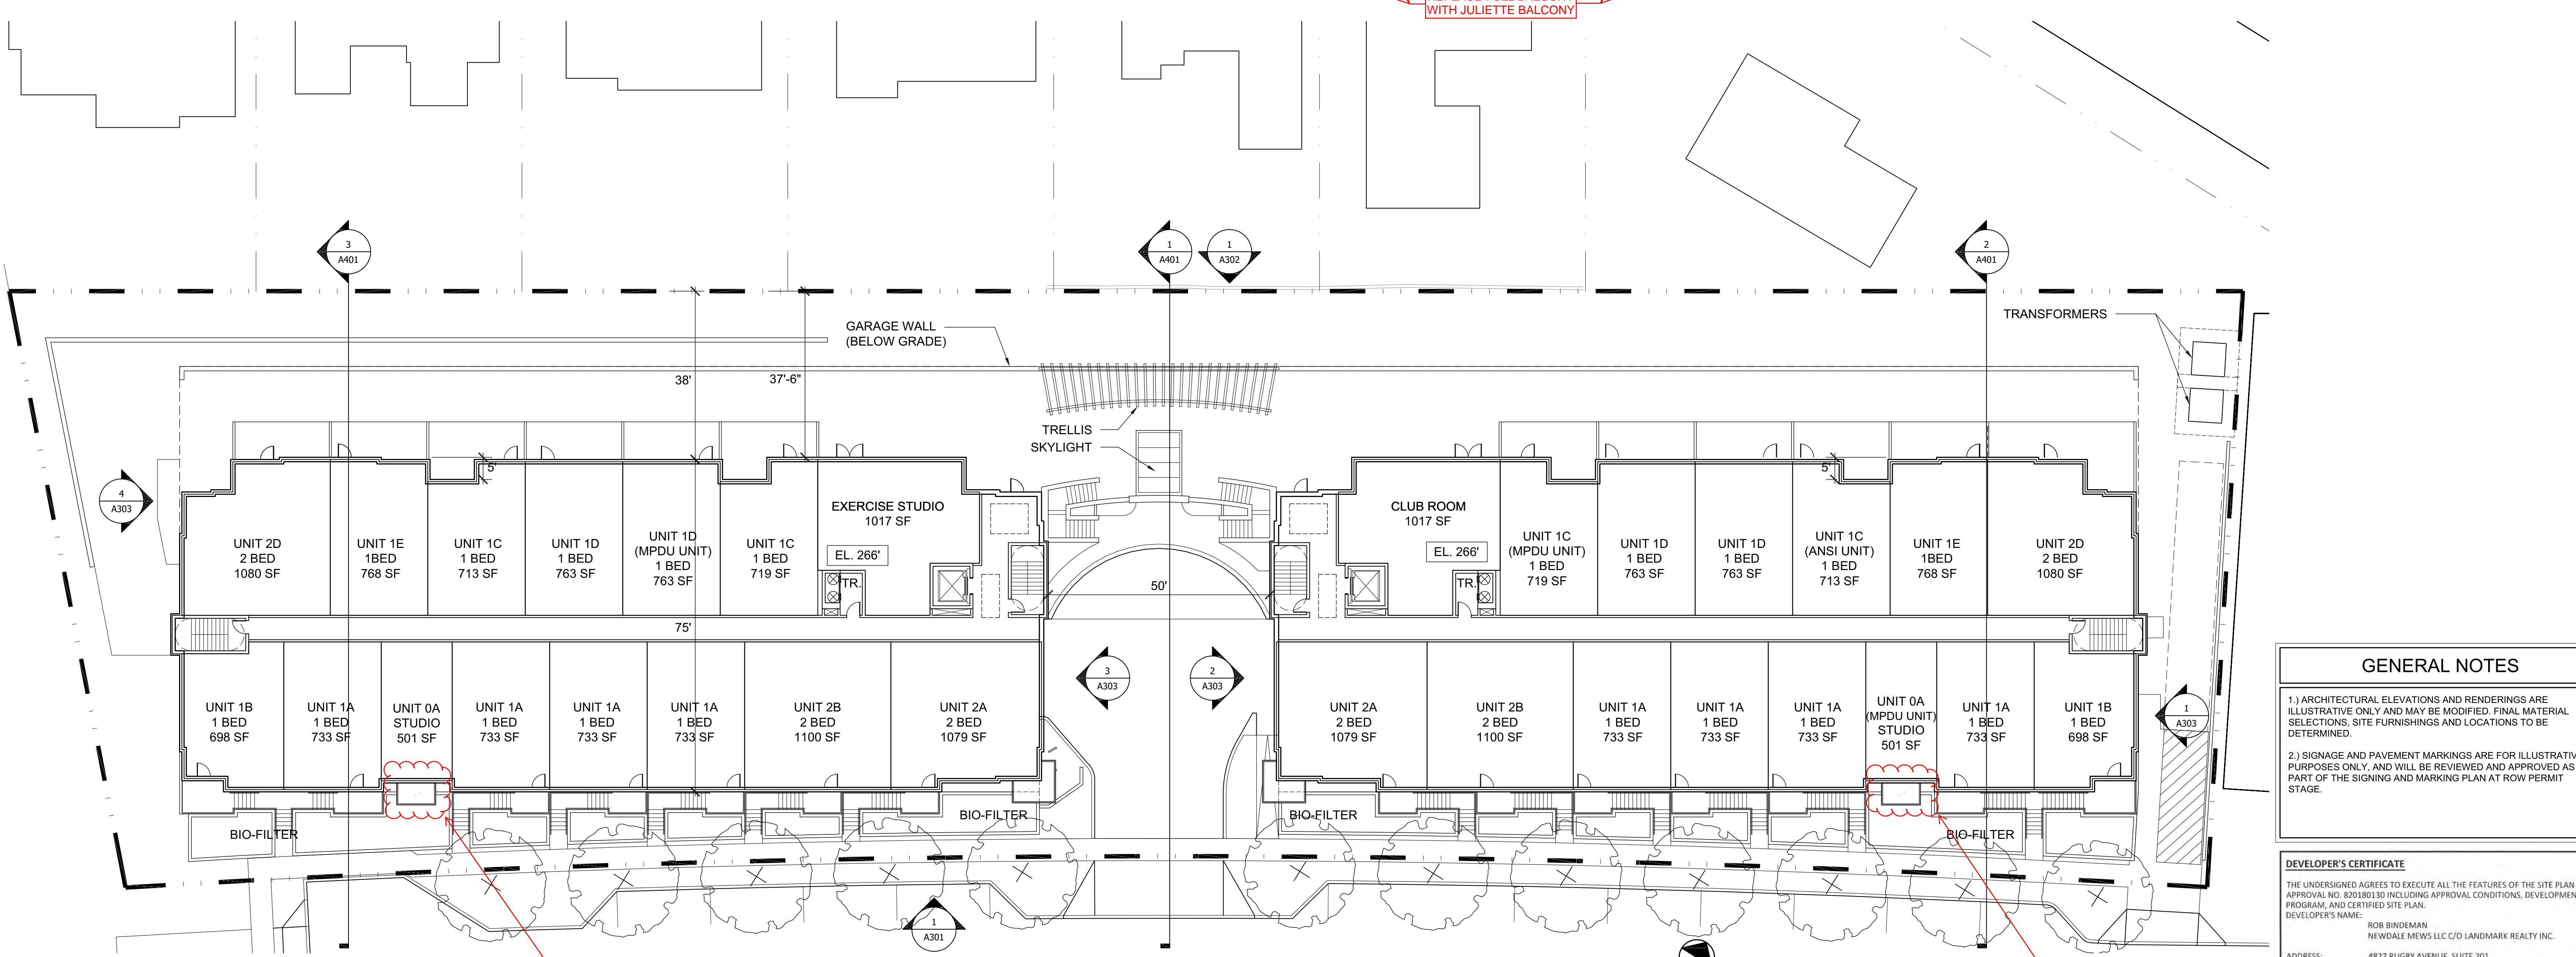 WITH JULIETTE BALCONY
3
A401
1
A401
1
A302
2
A401
GARAGE WALL
(BELOW GRADE)
TRANSFORMERS
38'
37'-6"
TRELLIS
SKYLIGHT
5'
5'
4
A303
EXERCISE STUDIO
1017 SF
CLUB ROOM
1017 SF
UNIT 2D
2 BED
1080 SF
UNIT 1E
1BED
768 SF
UNIT 1C
1 BED
713 SF
UNIT 1D
1 BED
763 SF
UNIT 1D
(MPDU UNIT)
1 BED
763 SF
UNIT 1C
1 BED
719 SF
EL. 266'
TR.
EL. 266'
TR.
UNIT 1C
(MPDU UNIT)
1 BED
719 SF
UNIT 1D
1 BED
763 SF
UNIT 1D
1 BED
763 SF
UNIT 1C
(ANSI UNIT)
1 BED
713 SF
UNIT 1E
1BED
768 SF
UNIT 2D
2 BED
1080 SF
50'
75'
3
A303
2
A303
1
A303
UNIT 1B
1 BED
698 SF
UNIT 1A
1 BED
733 SF
UNIT 0A
STUDIO
501 SF
UNIT 1A
1 BED
733 SF
UNIT 1A
1 BED
733 SF
UNIT 1A
1 BED
733 SF
UNIT 2B
2 BED
1100 SF
UNIT 2A
2 BED
1079 SF
UNIT 2A
2 BED
1079 SF
UNIT 2B
2 BED
1100 SF
UNIT 1A
1 BED
733 SF
UNIT 1A
1 BED
733 SF
UNIT 1A
1 BED
733 SF
UNIT 0A
(MPDU UNIT)
STUDIO
501 SF
UNIT 1A
1 BED
733 SF
UNIT 1B
1 BED
698 SF
BIO-FILTER
BIO-FILTER
BIO-FILTER
BIO-FILTER
1
A301
GENERAL NOTES
1.) ARCHITECTURAL ELEVATIONS AND RENDERINGS ARE
ILLUSTRATIVE ONLY AND MAY BE MODIFIED. FINAL MATERIAL
SELECTIONS, SITE FURNISHINGS AND LOCATIONS TO BE
DETERMINED.
2.) SIGNAGE AND PAVEMENT MARKINGS ARE FOR ILLUSTRATIV
PURPOSES ONLY, AND WILL BE REVIEWED AND APPROVED AS
PART OF THE SIGNING AND MARKING PLAN AT ROW PERMIT
STAGE.
DEVELOPER'S CERTIFICATE
THE UNDERSIGNED AGREES TO EXECUTE ALL THE FEATURES OF THE SITE PLAN
APPROVAL NO. 820180130 INCLUDING APPROVAL CONDITIONS, DEVELOPMEN
PROGRAM, AND CERTIFIED SITE PLAN.
DEVELOPER'S NAME:
ROB BINDEMAN
NEWDALE MEWS LLC C/O LANDMARK REALTY INC.
ADDRESS: 4827 RUGBY AVENUE, SUITE 201